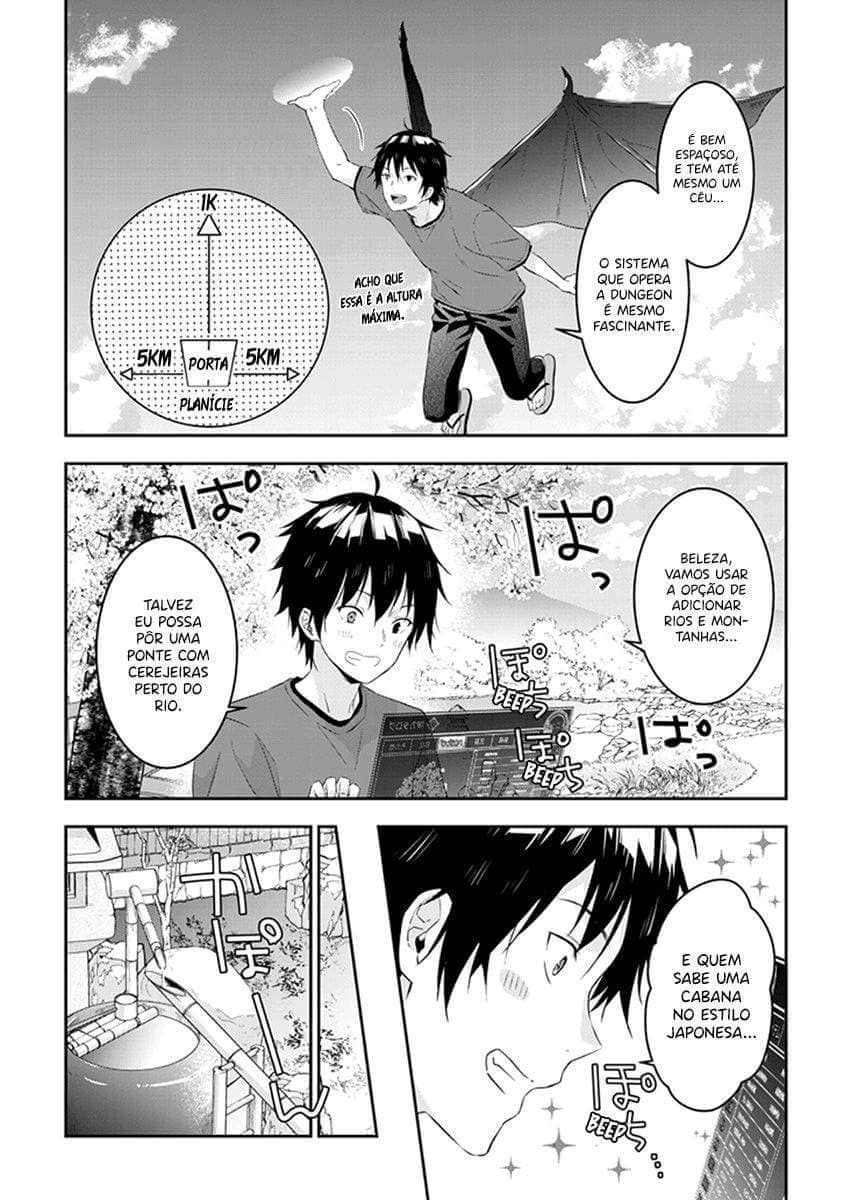 É BEM
ESPAÇOSO,
E TEM ATÉ
MESMO UM
CÉU...
O SISTEMA
QUE OPERA
A DUNGEON
É MESMO
FASCINANTE.
ACHO QUE
ESSA É A ALTURA
MÁXIMA.
1K
5KM
PORTA
5KM
PLANÍCIE
ぱっ
ぱっ
ぱっ
BELEZA,
VAMOS USAR
A OPÇÃO DE
ADICIONAR
RIOS E MON-
TANHAS...
TALVEZ
EU POSSA
PÔR UMA
PONTE COM
CEREJEIRAS
PERTO DO
RIO.
ぽち
BEEP
ぽち
BEEP
button
E QUEM
SABE UMA
CABANA
NO ESTILO
JAPONESA...
ぽち...
BEEP
かぽーん